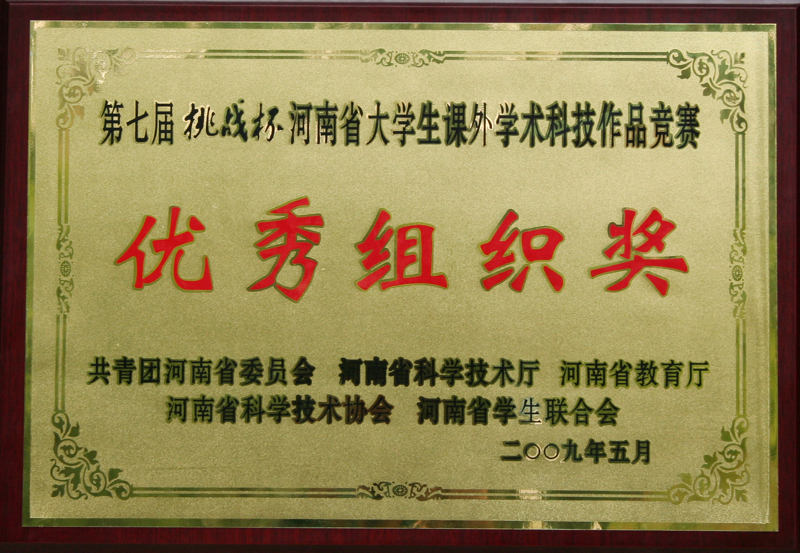 第七届挑战杯河南省大学生课外学术科技作品竞赛
优秀组织奖
共青团河南省委员会 河南省科学技术厅 河南省教育厅
河南省科学技术协会 河南省学生联合会
二〇〇九年五月